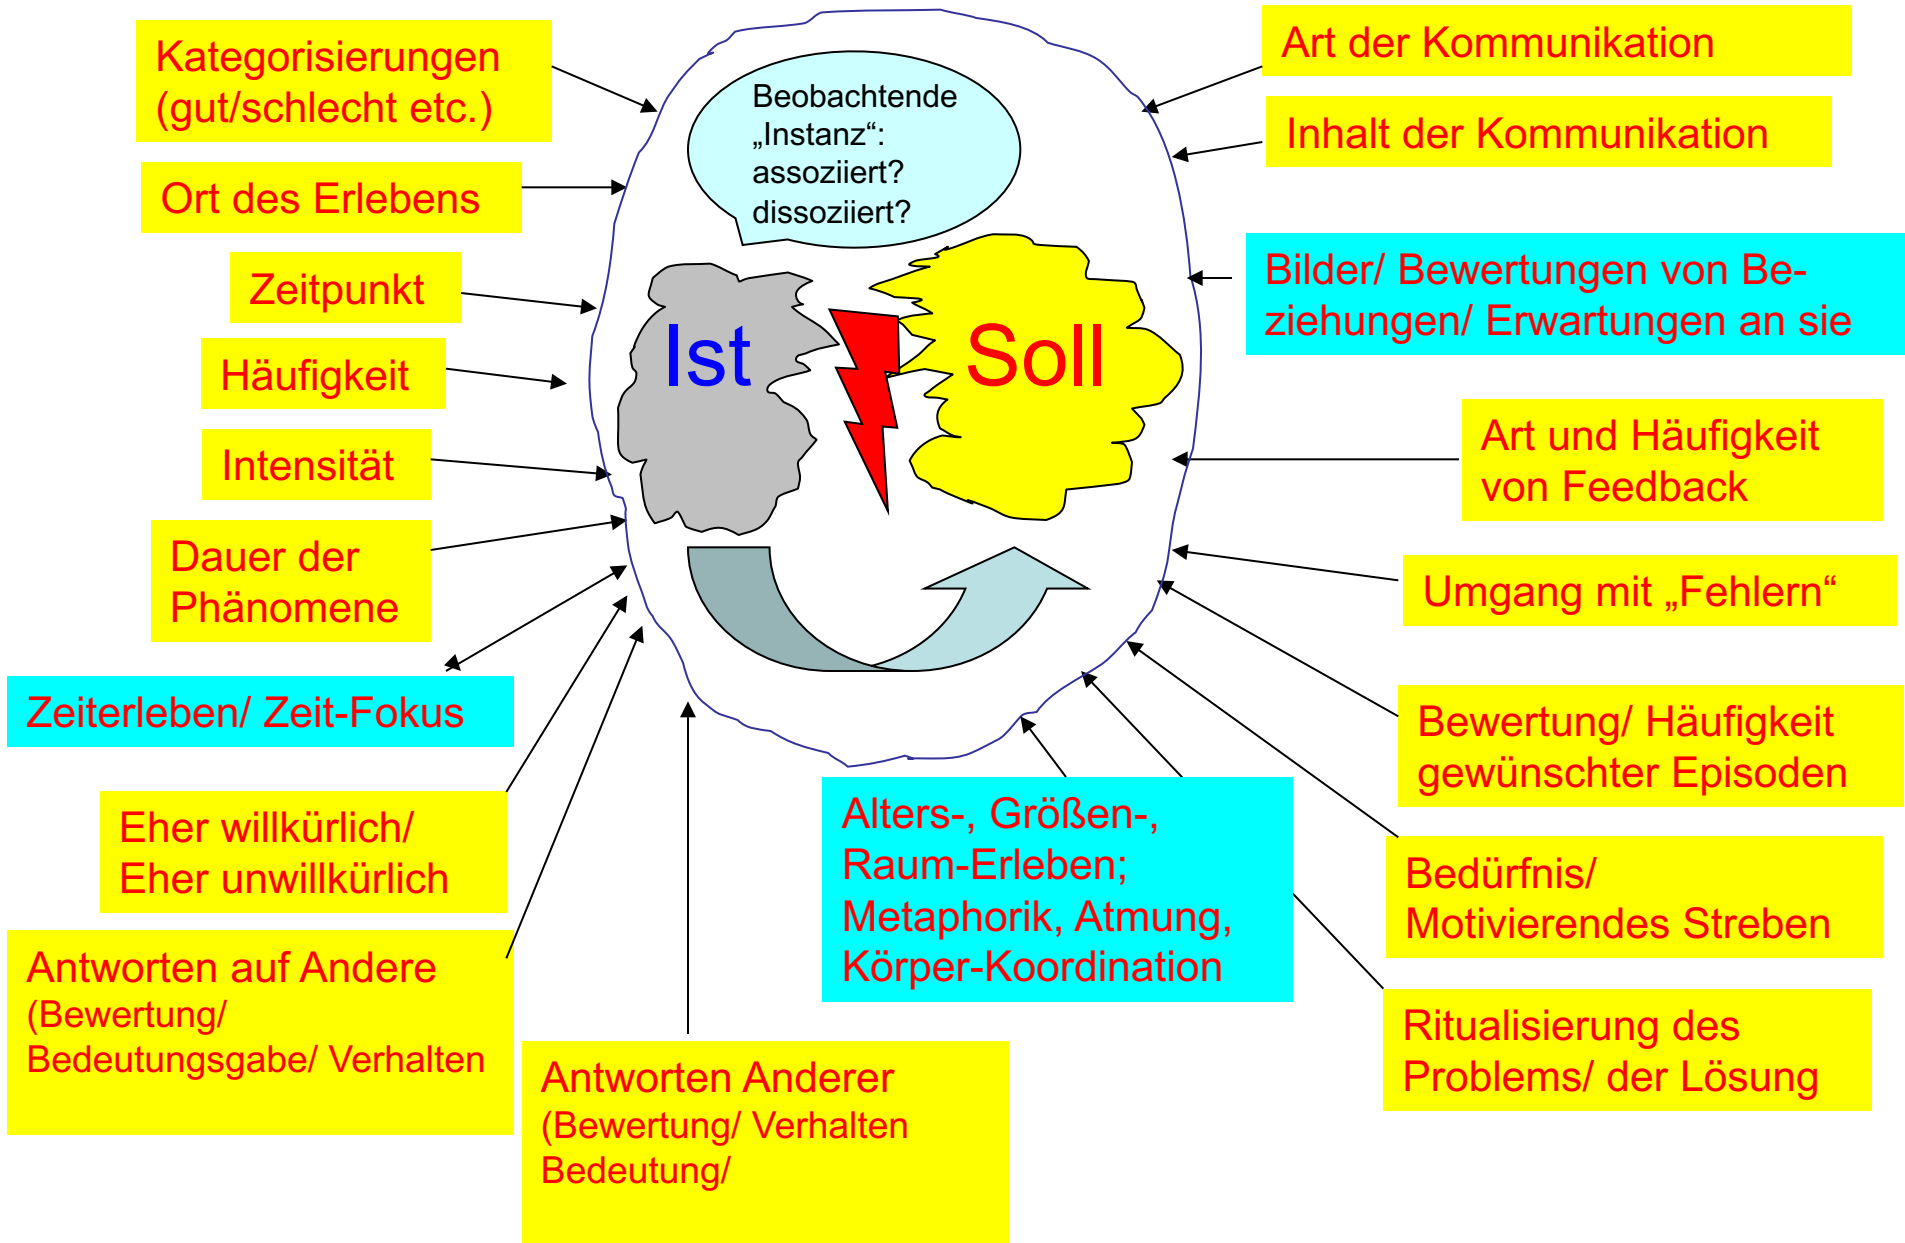 Kategorisierungen
(gut/schlecht etc.)
Ort des Erlebens
Zeitpunkt
Häufigkeit
Intensität
Dauer der
Phänomene
Zeiterleben/ Zeit-Fokus
Eher willkürlich/
Eher unwillkürlich
Antworten auf Andere
(Bewertung/
Bedeutungsgabe/ Verhalten
Antworten Anderer
(Bewertung/ Verhalten
Bedeutung/
Beobachtende
„Instanz“:
assoziiert?
dissoziiert?
Ist
Soll
Alters-, Größen-,
Raum-Erleben;
Metaphorik, Atmung,
Körper-Koordination
Art der Kommunikation
Inhalt der Kommunikation
Bilder/ Bewertungen von Be-
ziehungen/ Erwartungen an sie
Art und Häufigkeit
von Feedback
Umgang mit „Fehlern“
Bewertung/ Häufigkeit
gewünschter Episoden
Bedürfnis/
Motivierendes Streben
Ritualisierung des
Problems/ der Lösung